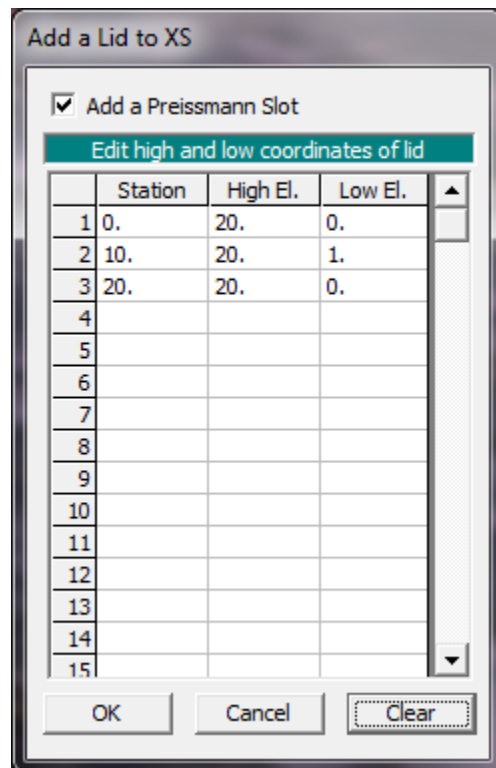 Add a Lid to XS
Add a Preissmann Slot
Edit high and low coordinates of lid
Station High El. Low El.
1 0. 20. 0.
2 10. 20. 1.
3 20. 20. 0.
4
5
6
7
8
9
10
11
12
13
14
15
OK Cancel Clear